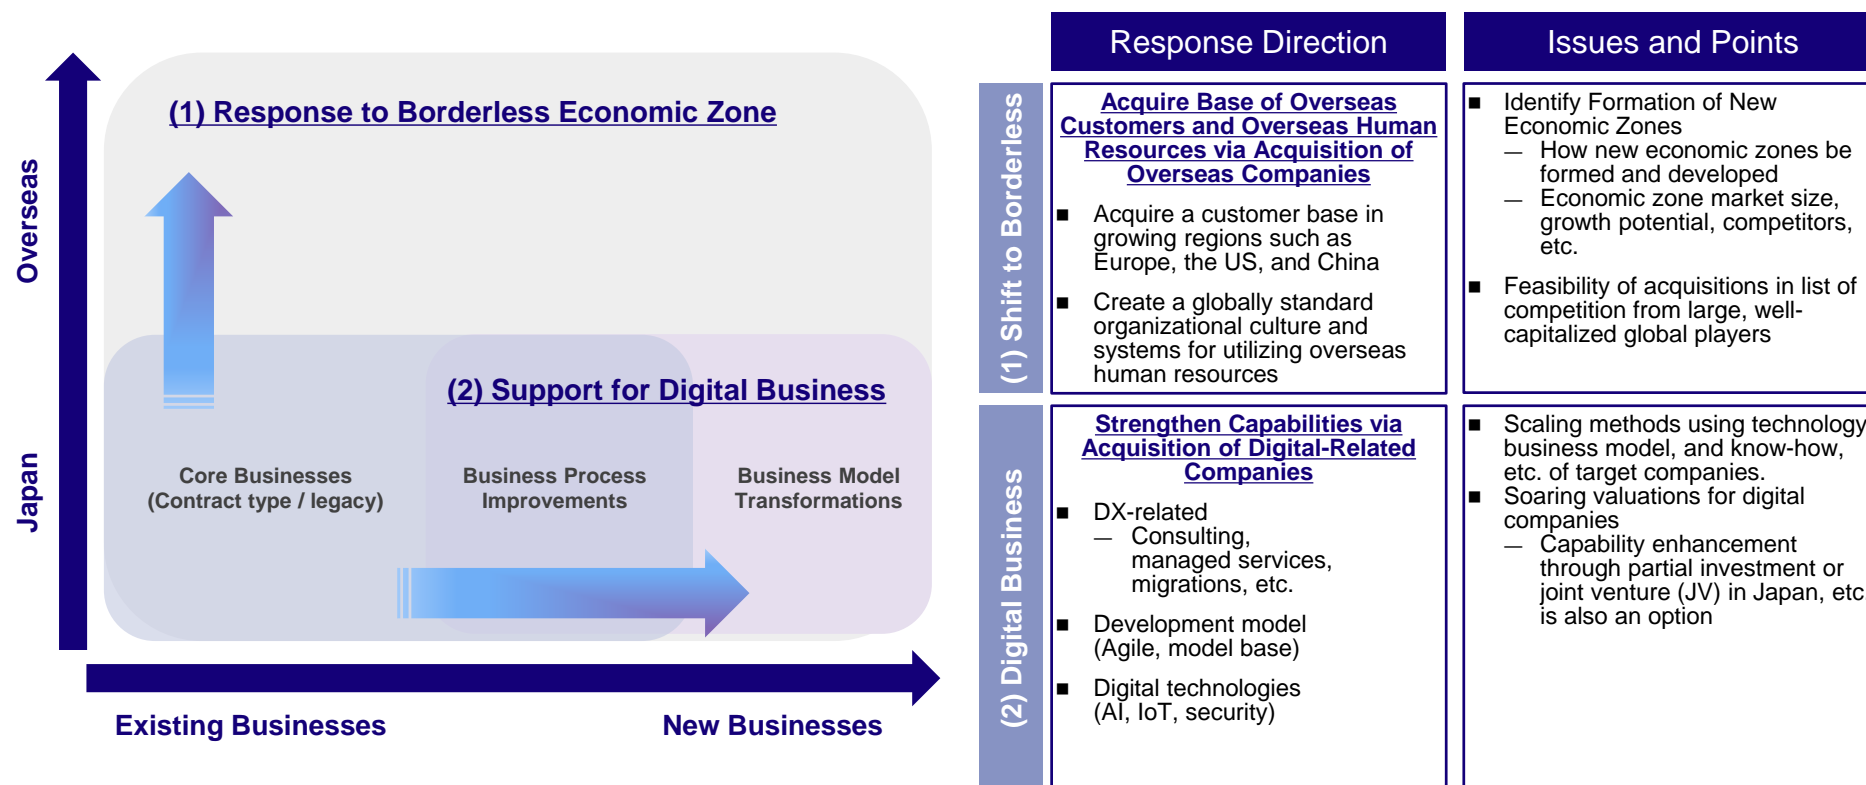 (1) Response to Borderless Economic Zone
Overseas
Japan
(2) Support for Digital Business
Core Businesses
(Contract type / legacy)
Business Process
Improvements
Business Model
Transformations
Existing Businesses
New Businesses
Response Direction
Issues and Points
(1) Shift to Borderless
Acquire Base of Overseas
Customers and Overseas Human
Resources via Acquisition of
Overseas Companies
■ Acquire a customer base in
growing regions such as
Europe, the US, and China
■ Create a globally standard
organizational culture and
systems for utilizing overseas
human resources
■ Identify Formation of New
Economic Zones
— How new economic zones be
formed and developed
— Economic zone market size,
growth potential, competitors,
etc.
■ Feasibility of acquisitions in list of
competition from large, well-
capitalized global players
(2) Digital Business
Strengthen Capabilities via
Acquisition of Digital-Related
Companies
■ DX-related
— Consulting,
managed services,
migrations, etc.
■ Development model
(Agile, model base)
■ Digital technologies
(AI, IoT, security)
■ Scaling methods using technology
business model, and know-how,
etc. of target companies.
■ Soaring valuations for digital
companies
— Capability enhancement
through partial investment or
joint venture (JV) in Japan, etc.
is also an option